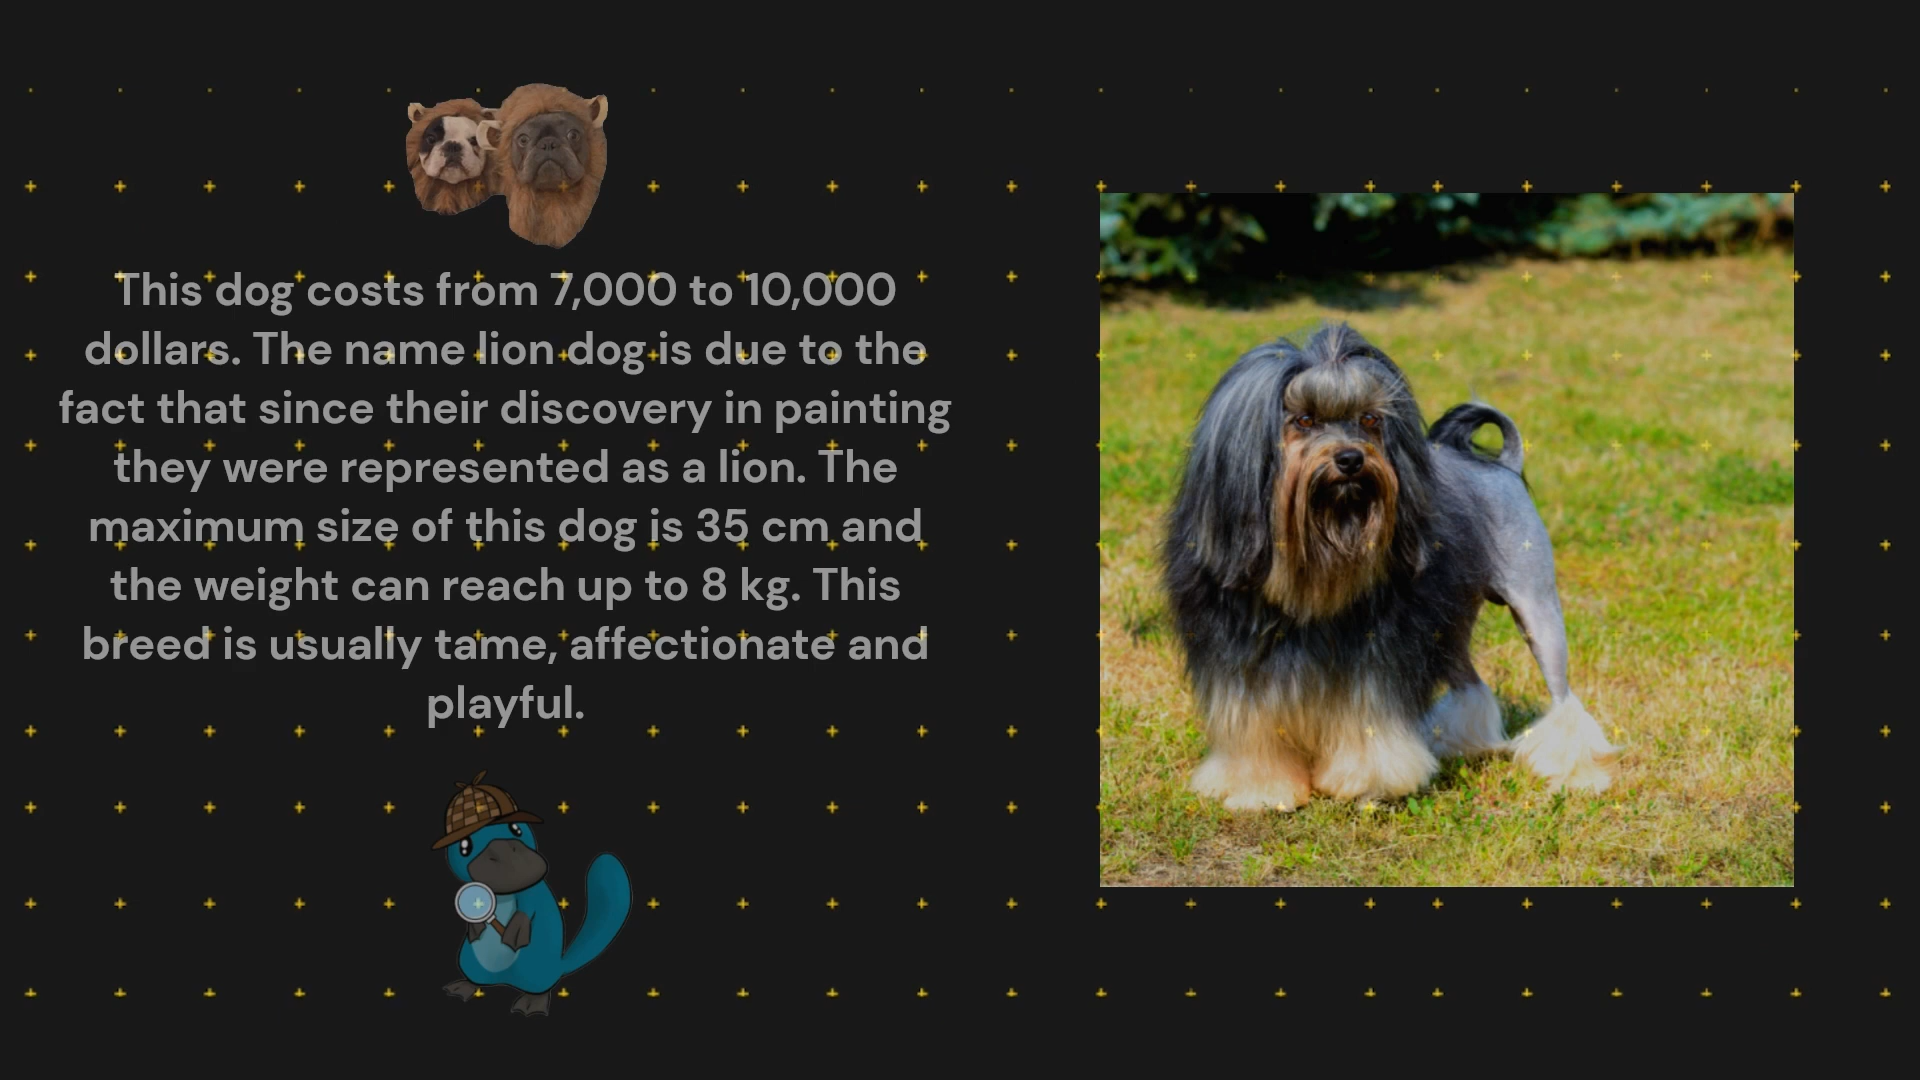 This dog costs from 7,000 to 10,000
dollars. The name lion dog is due to the
fact that since their discovery in painting
they were represented as a lion. The
maximum size of this dog is 35 cm and
the weight can reach up to 8 kg. This
breed is usually tame, affectionate and
playful.